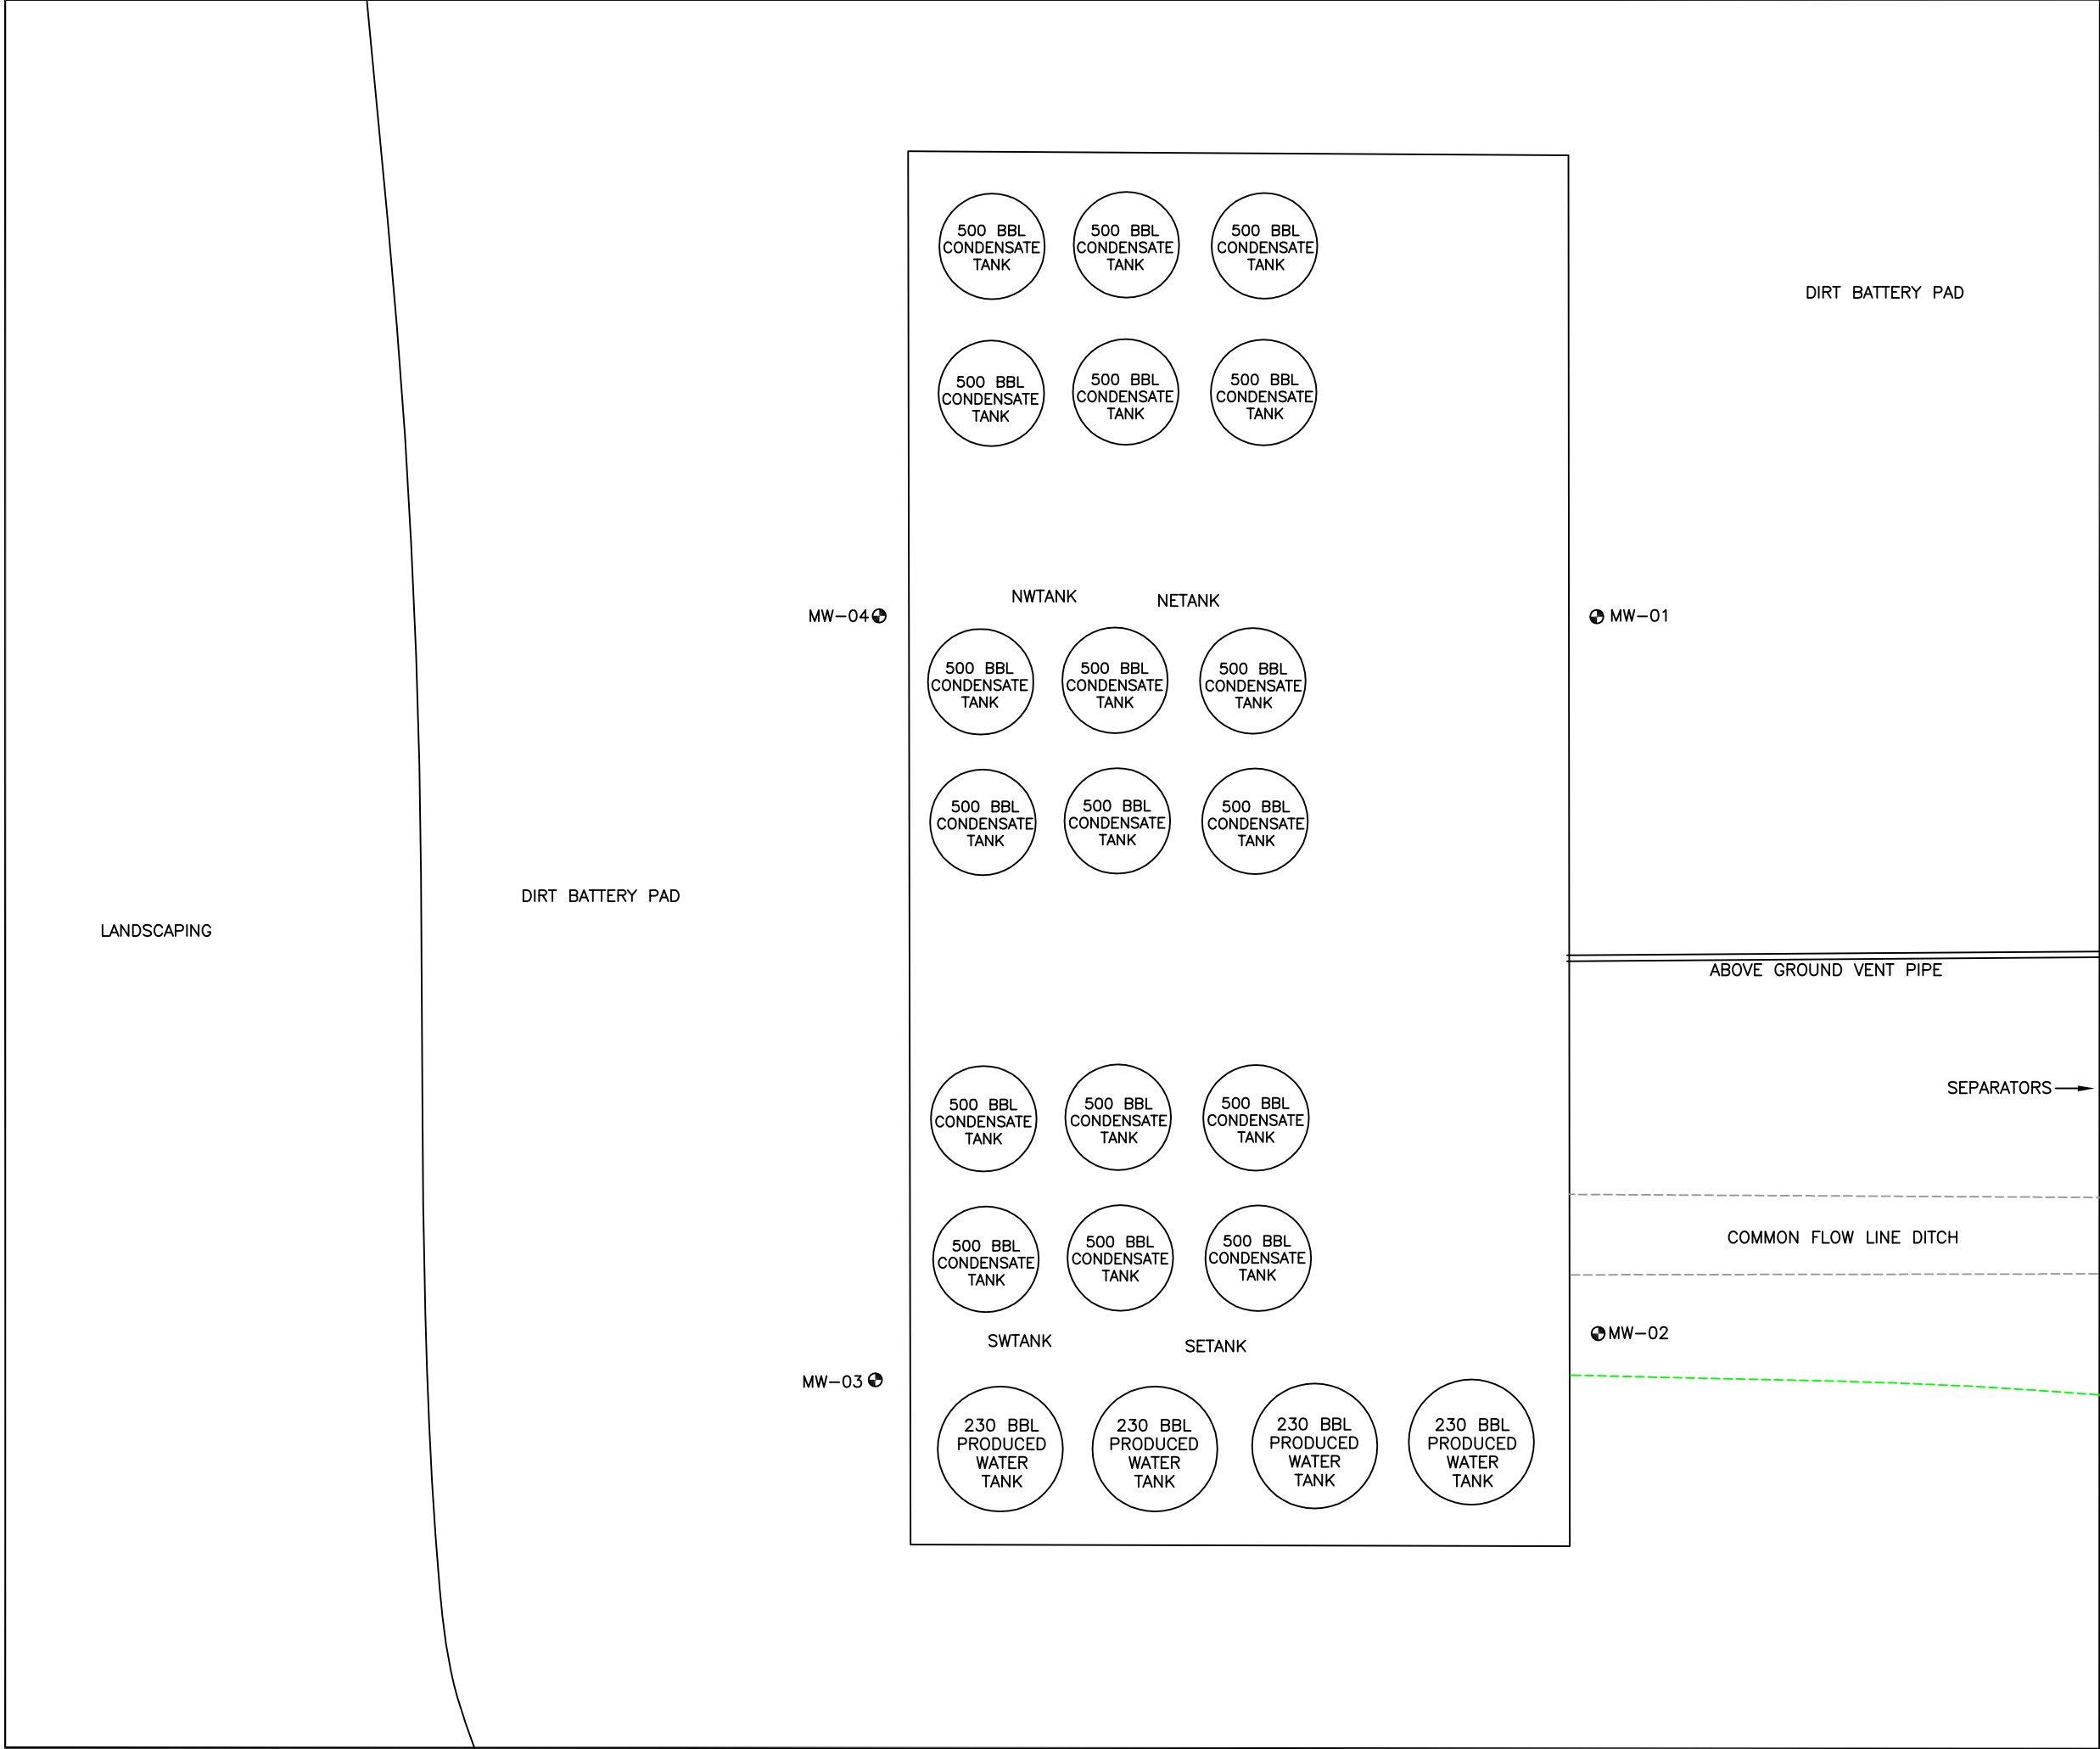 500 BBL
CONDENSATE
TANK
500 BBL
CONDENSATE
TANK
500 BBL
CONDENSATE
TANK
DIRT BATTERY PAD
500 BBL
CONDENSATE
TANK
500 BBL
CONDENSATE
TANK
500 BBL
CONDENSATE
TANK
NWTANK
NETANK
MW-04
MW-01
500 BBL
CONDENSATE
TANK
500 BBL
CONDENSATE
TANK
500 BBL
CONDENSATE
TANK
500 BBL
CONDENSATE
TANK
500 BBL
CONDENSATE
TANK
500 BBL
CONDENSATE
TANK
DIRT BATTERY PAD
LANDSCAPING
ABOVE GROUND VENT PIPE
SEPARATORS
500 BBL
CONDENSATE
TANK
500 BBL
CONDENSATE
TANK
500 BBL
CONDENSATE
TANK
COMMON FLOW LINE DITCH
500 BBL
CONDENSATE
TANK
500 BBL
CONDENSATE
TANK
500 BBL
CONDENSATE
TANK
MW-02
SWTANK
SETANK
MW-03
230 BBL
PRODUCED
WATER
TANK
230 BBL
PRODUCED
WATER
TANK
230 BBL
PRODUCED
WATER
TANK
230 BBL
PRODUCED
WATER
TANK